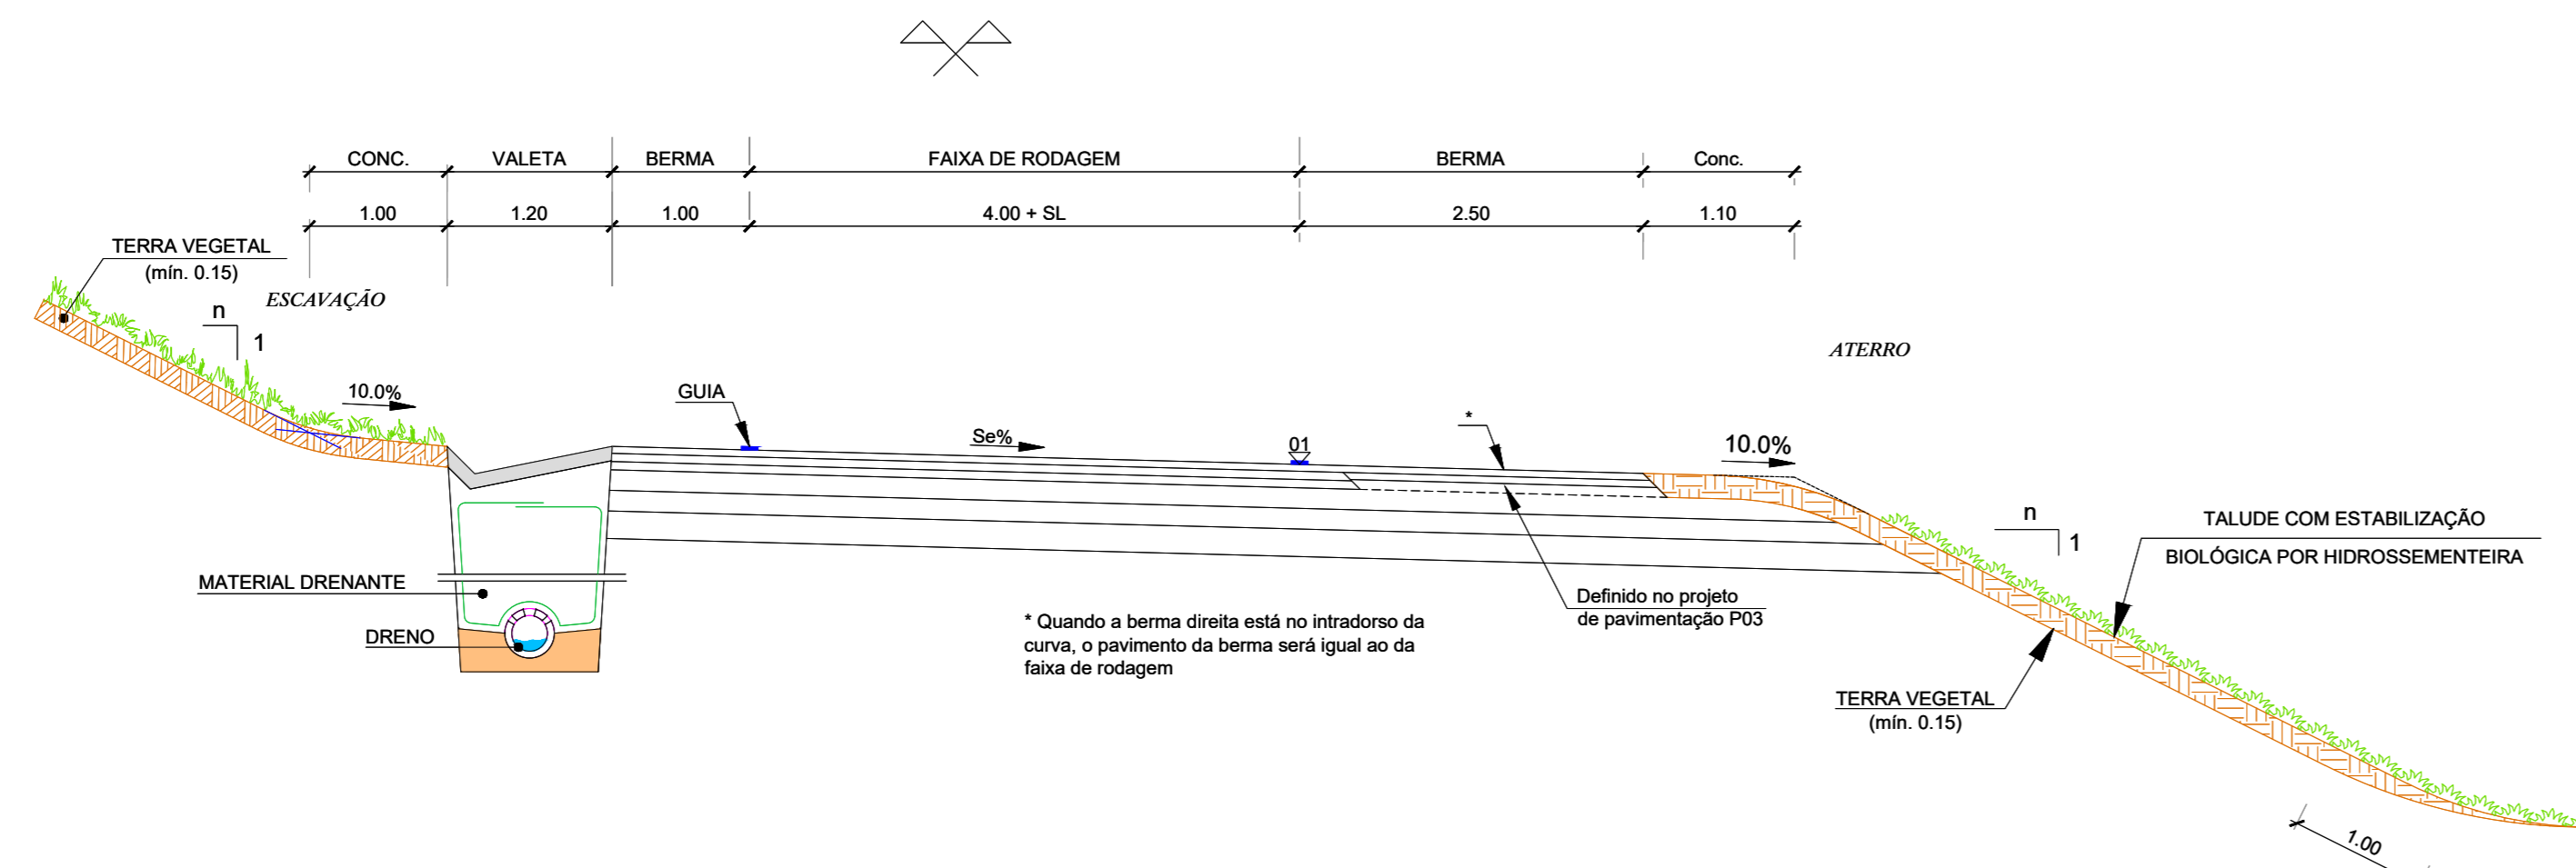 CONC. VALETA BERMA FAIXA DE RODAGEM BERMA Conc.
1.00 1.20 1.00 4.00 + SL 2.50 1.10
TERRA VEGETAL
(mín. 0.15)
ESCAVAÇÃO
n
1
10.0%
GUIA
Se%
01
*
10.0%
ATERRO
n
1
TALUDE COM ESTABILIZAÇÃO
BIOLÓGICA POR HIDROSSEMENTEIRA
MATERIAL DRENANTE
DRENO
* Quando a berma direita está no intradorso da
curva, o pavimento da berma será igual ao da
faixa de rodagem
Definido no projeto
de pavimentação P03
TERRA VEGETAL
(mín. 0.15)
1.00